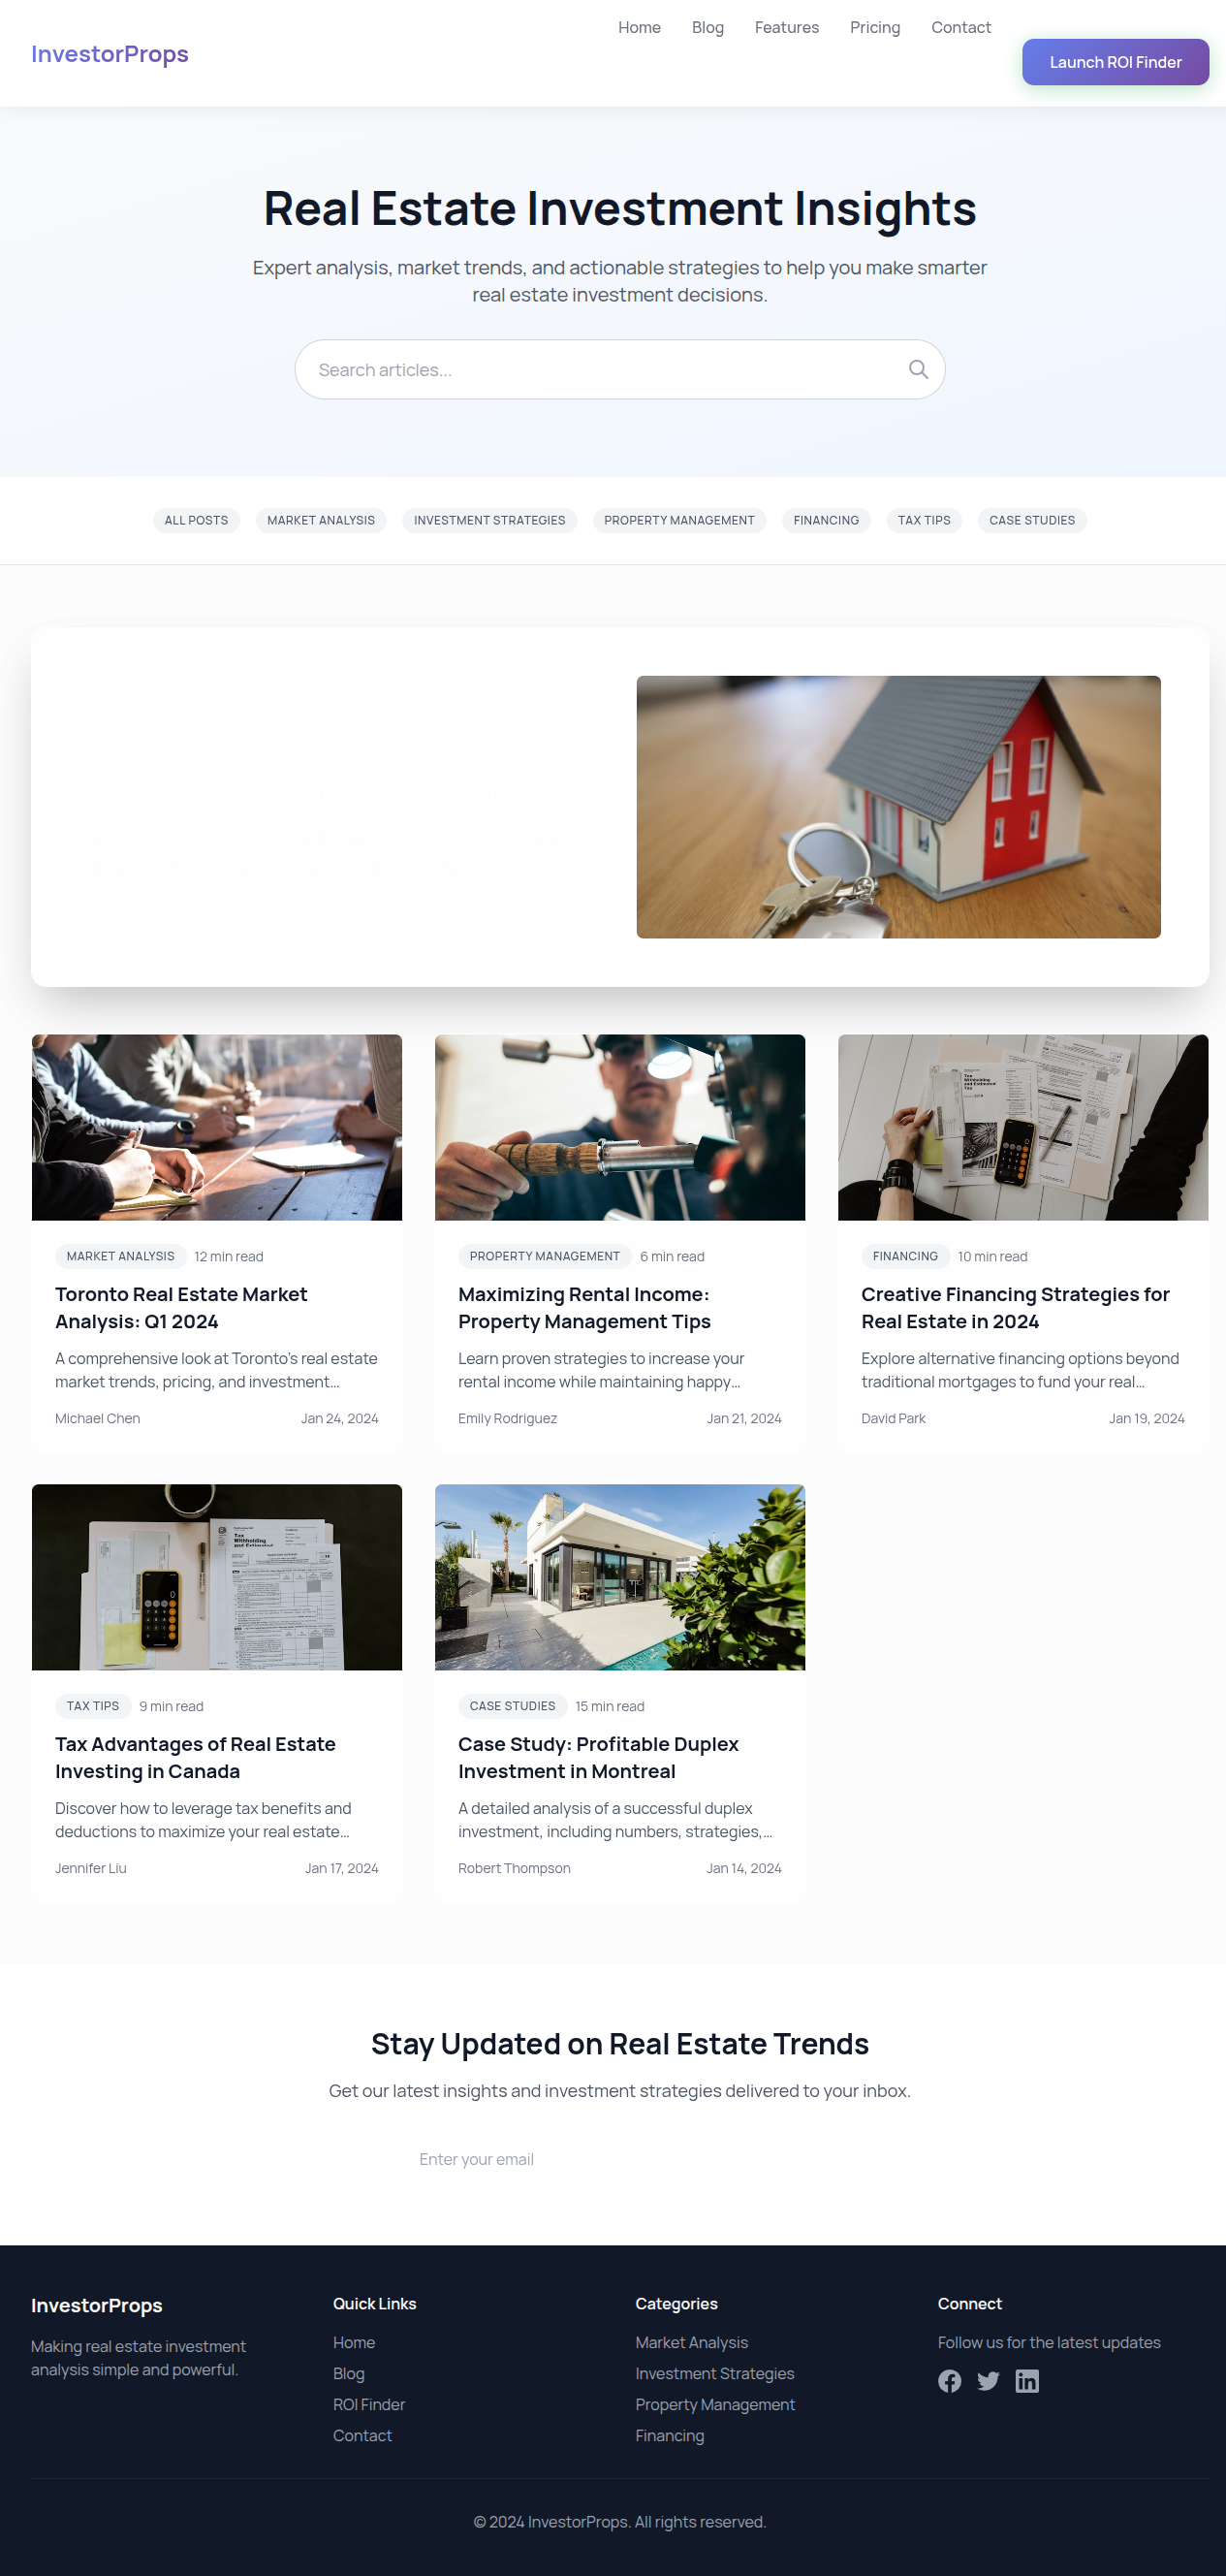 InvestorProps
Home Blog Features Pricing Contact
Launch ROI Finder
Real Estate Investment Insights
Expert analysis, market trends, and actionable strategies to help you make smarter
real estate investment decisions.
Search articles...
ALL POSTS MARKET ANALYSIS INVESTMENT STRATEGIES PROPERTY MANAGEMENT FINANCING TAX TIPS CASE STUDIES
MARKET ANALYSIS 12 min read
Toronto Real Estate Market
Analysis: Q1 2024
A comprehensive look at Toronto's real estate
market trends, pricing, and investment...
Michael Chen Jan 24, 2024
PROPERTY MANAGEMENT 6 min read
Maximizing Rental Income:
Property Management Tips
Learn proven strategies to increase your
rental income while maintaining happy...
Emily Rodriguez Jan 21, 2024
FINANCING 10 min read
Creative Financing Strategies for
Real Estate in 2024
Explore alternative financing options beyond
traditional mortgages to fund your real...
David Park Jan 19, 2024
TAX TIPS 9 min read
Tax Advantages of Real Estate
Investing in Canada
Discover how to leverage tax benefits and
deductions to maximize your real estate...
Jennifer Liu Jan 17, 2024
CASE STUDIES 15 min read
Case Study: Profitable Duplex
Investment in Montreal
A detailed analysis of a successful duplex
investment, including numbers, strategies,...
Robert Thompson Jan 14, 2024
Stay Updated on Real Estate Trends
Get our latest insights and investment strategies delivered to your inbox.
Enter your email
InvestorProps
Making real estate investment
analysis simple and powerful.
Quick Links
Home
Blog
ROI Finder
Contact
Categories
Market Analysis
Investment Strategies
Property Management
Financing
Connect
Follow us for the latest updates
© 2024 InvestorProps. All rights reserved.